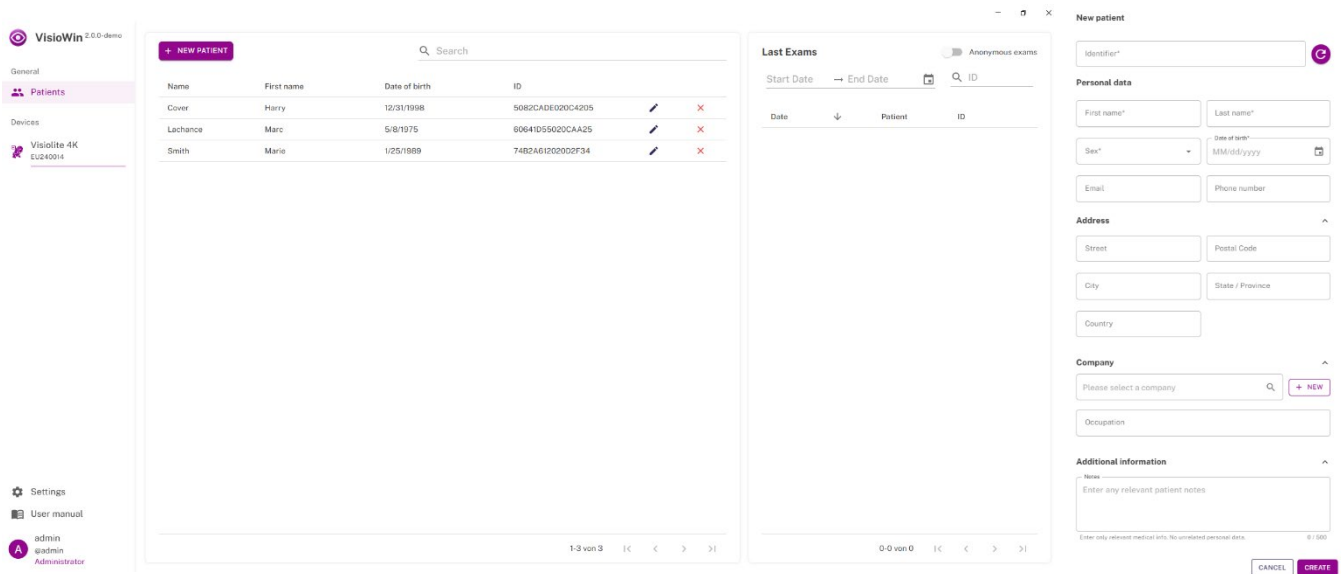 VisioWin 2.0.0-demo
General
Patients
Devices
Visiolite 4K
EU240014
Settings
User manual
A
admin
@admin
Administrator
+ NEW PATIENT
Search
Name First name Date of birth ID
Cover Harry 12/31/1998 5082CADE020C4205
Lachance Marc 5/8/1975 60641D55020CAA25
Smith Marie 1/25/1989 74B2A612020D2F34
1-3 von 3
Last Exams
Anonymous exams
Start Date → End Date
ID
Date Patient ID
0-0 von 0
New patient
Identifier*
Personal data
First name* Last name*
Sex* Date of birth*
MM/dd/yyyy
Email Phone number
Address
Street Postal Code
City State / Province
Country
Company
Please select a company + NEW
Occupation
Additional information
Notes
Enter any relevant patient notes
Enter only relevant medical info. No unrelated personal data. 0 / 500
CANCEL CREATE